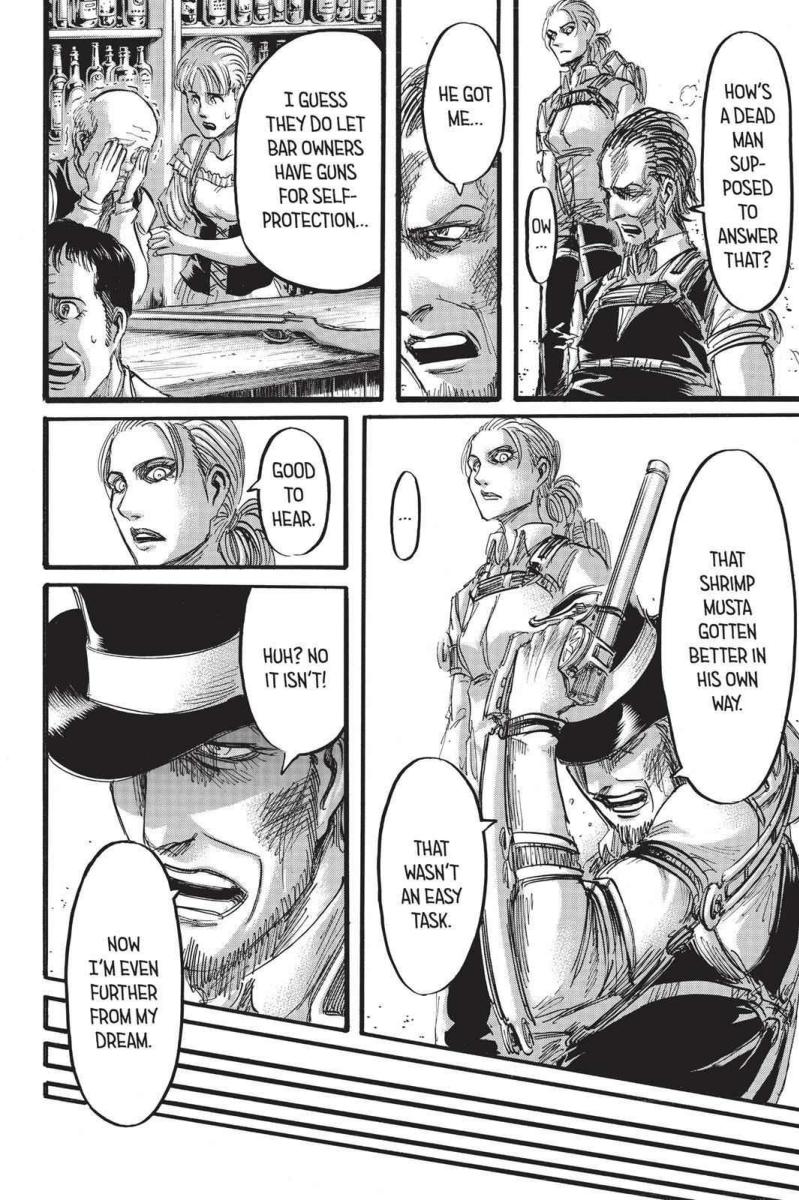 HOW'S
A DEAD
MAN
SUP-
POSED
TO
ANSWER
THAT?
OW
...
HE GOT
ME...
I GUESS
THEY DO LET
BAR OWNERS
HAVE GUNS
FOR SELF-
PROTECTION...
THAT
SHRIMP
MUSTA
GOTTEN
BETTER IN
HIS OWN
WAY.
...
THAT
WASN'T
AN EASY
TASK.
GOOD
TO
HEAR.
HUH? NO
IT ISN'T!
NOW
I'M EVEN
FURTHER
FROM MY
DREAM.